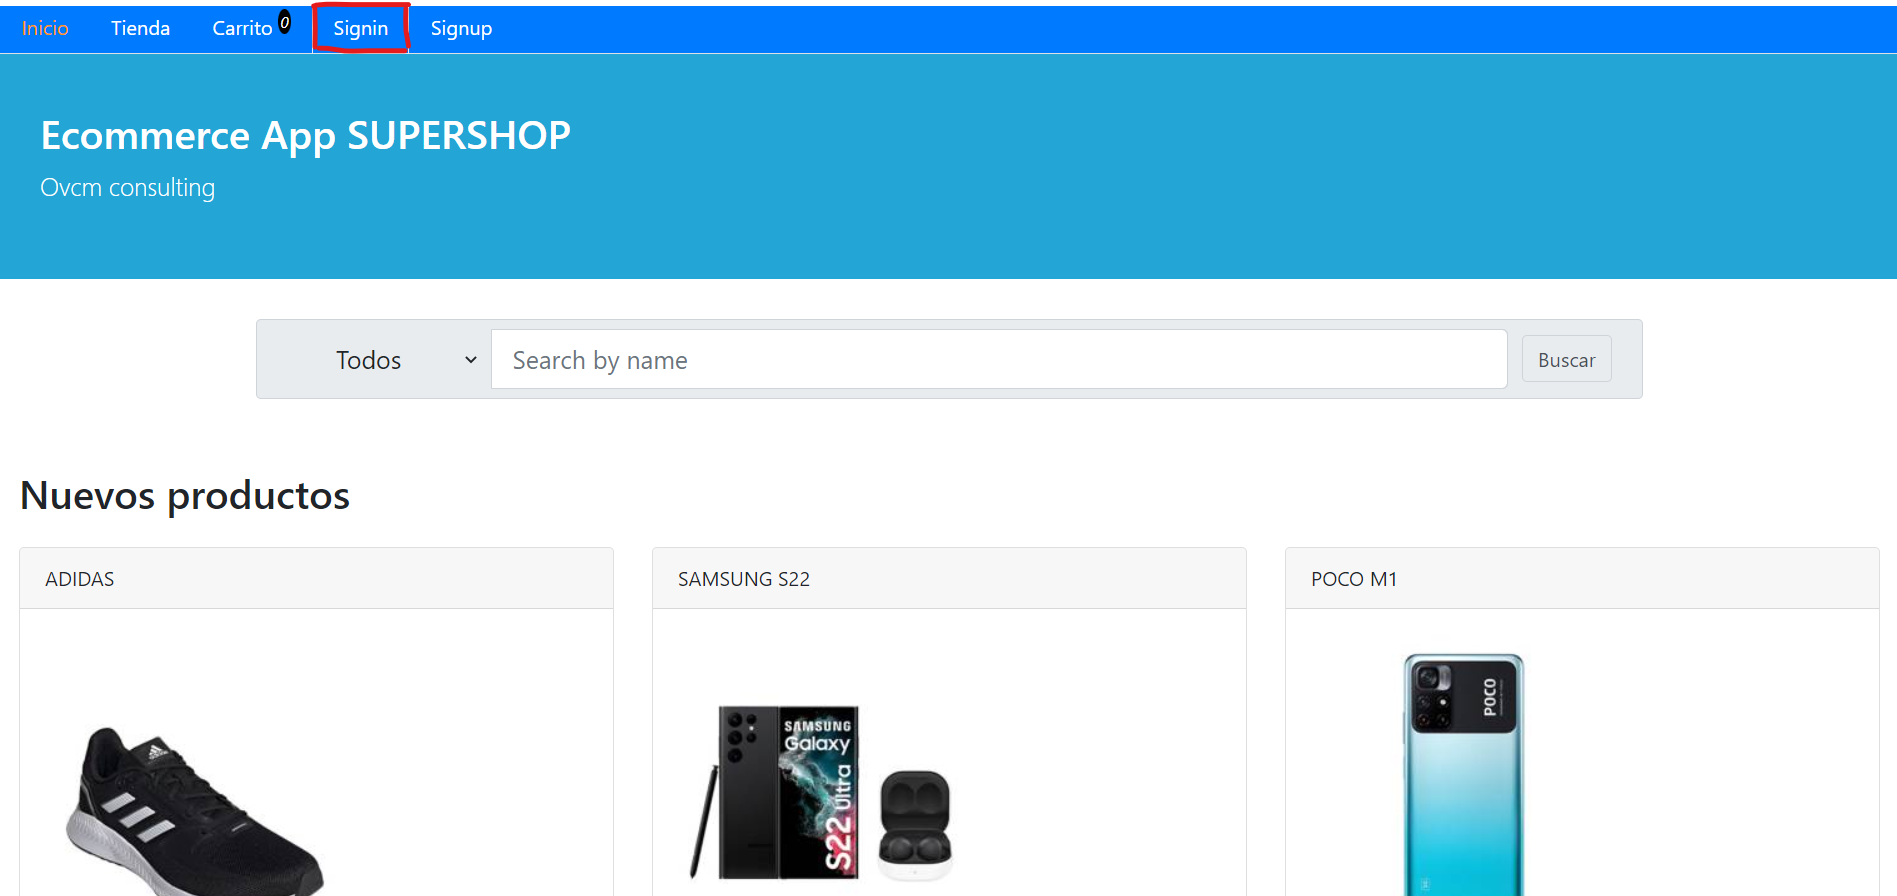 Inicio Tienda Carrito 0 Signin Signup
Ecommerce App SUPERSHOP
Ovcm consulting
Todos Search by name Buscar
Nuevos productos
ADIDAS SAMSUNG S22 POCO M1
adidas
SAMSUNG
Galaxy
S22 Ultra
POCO